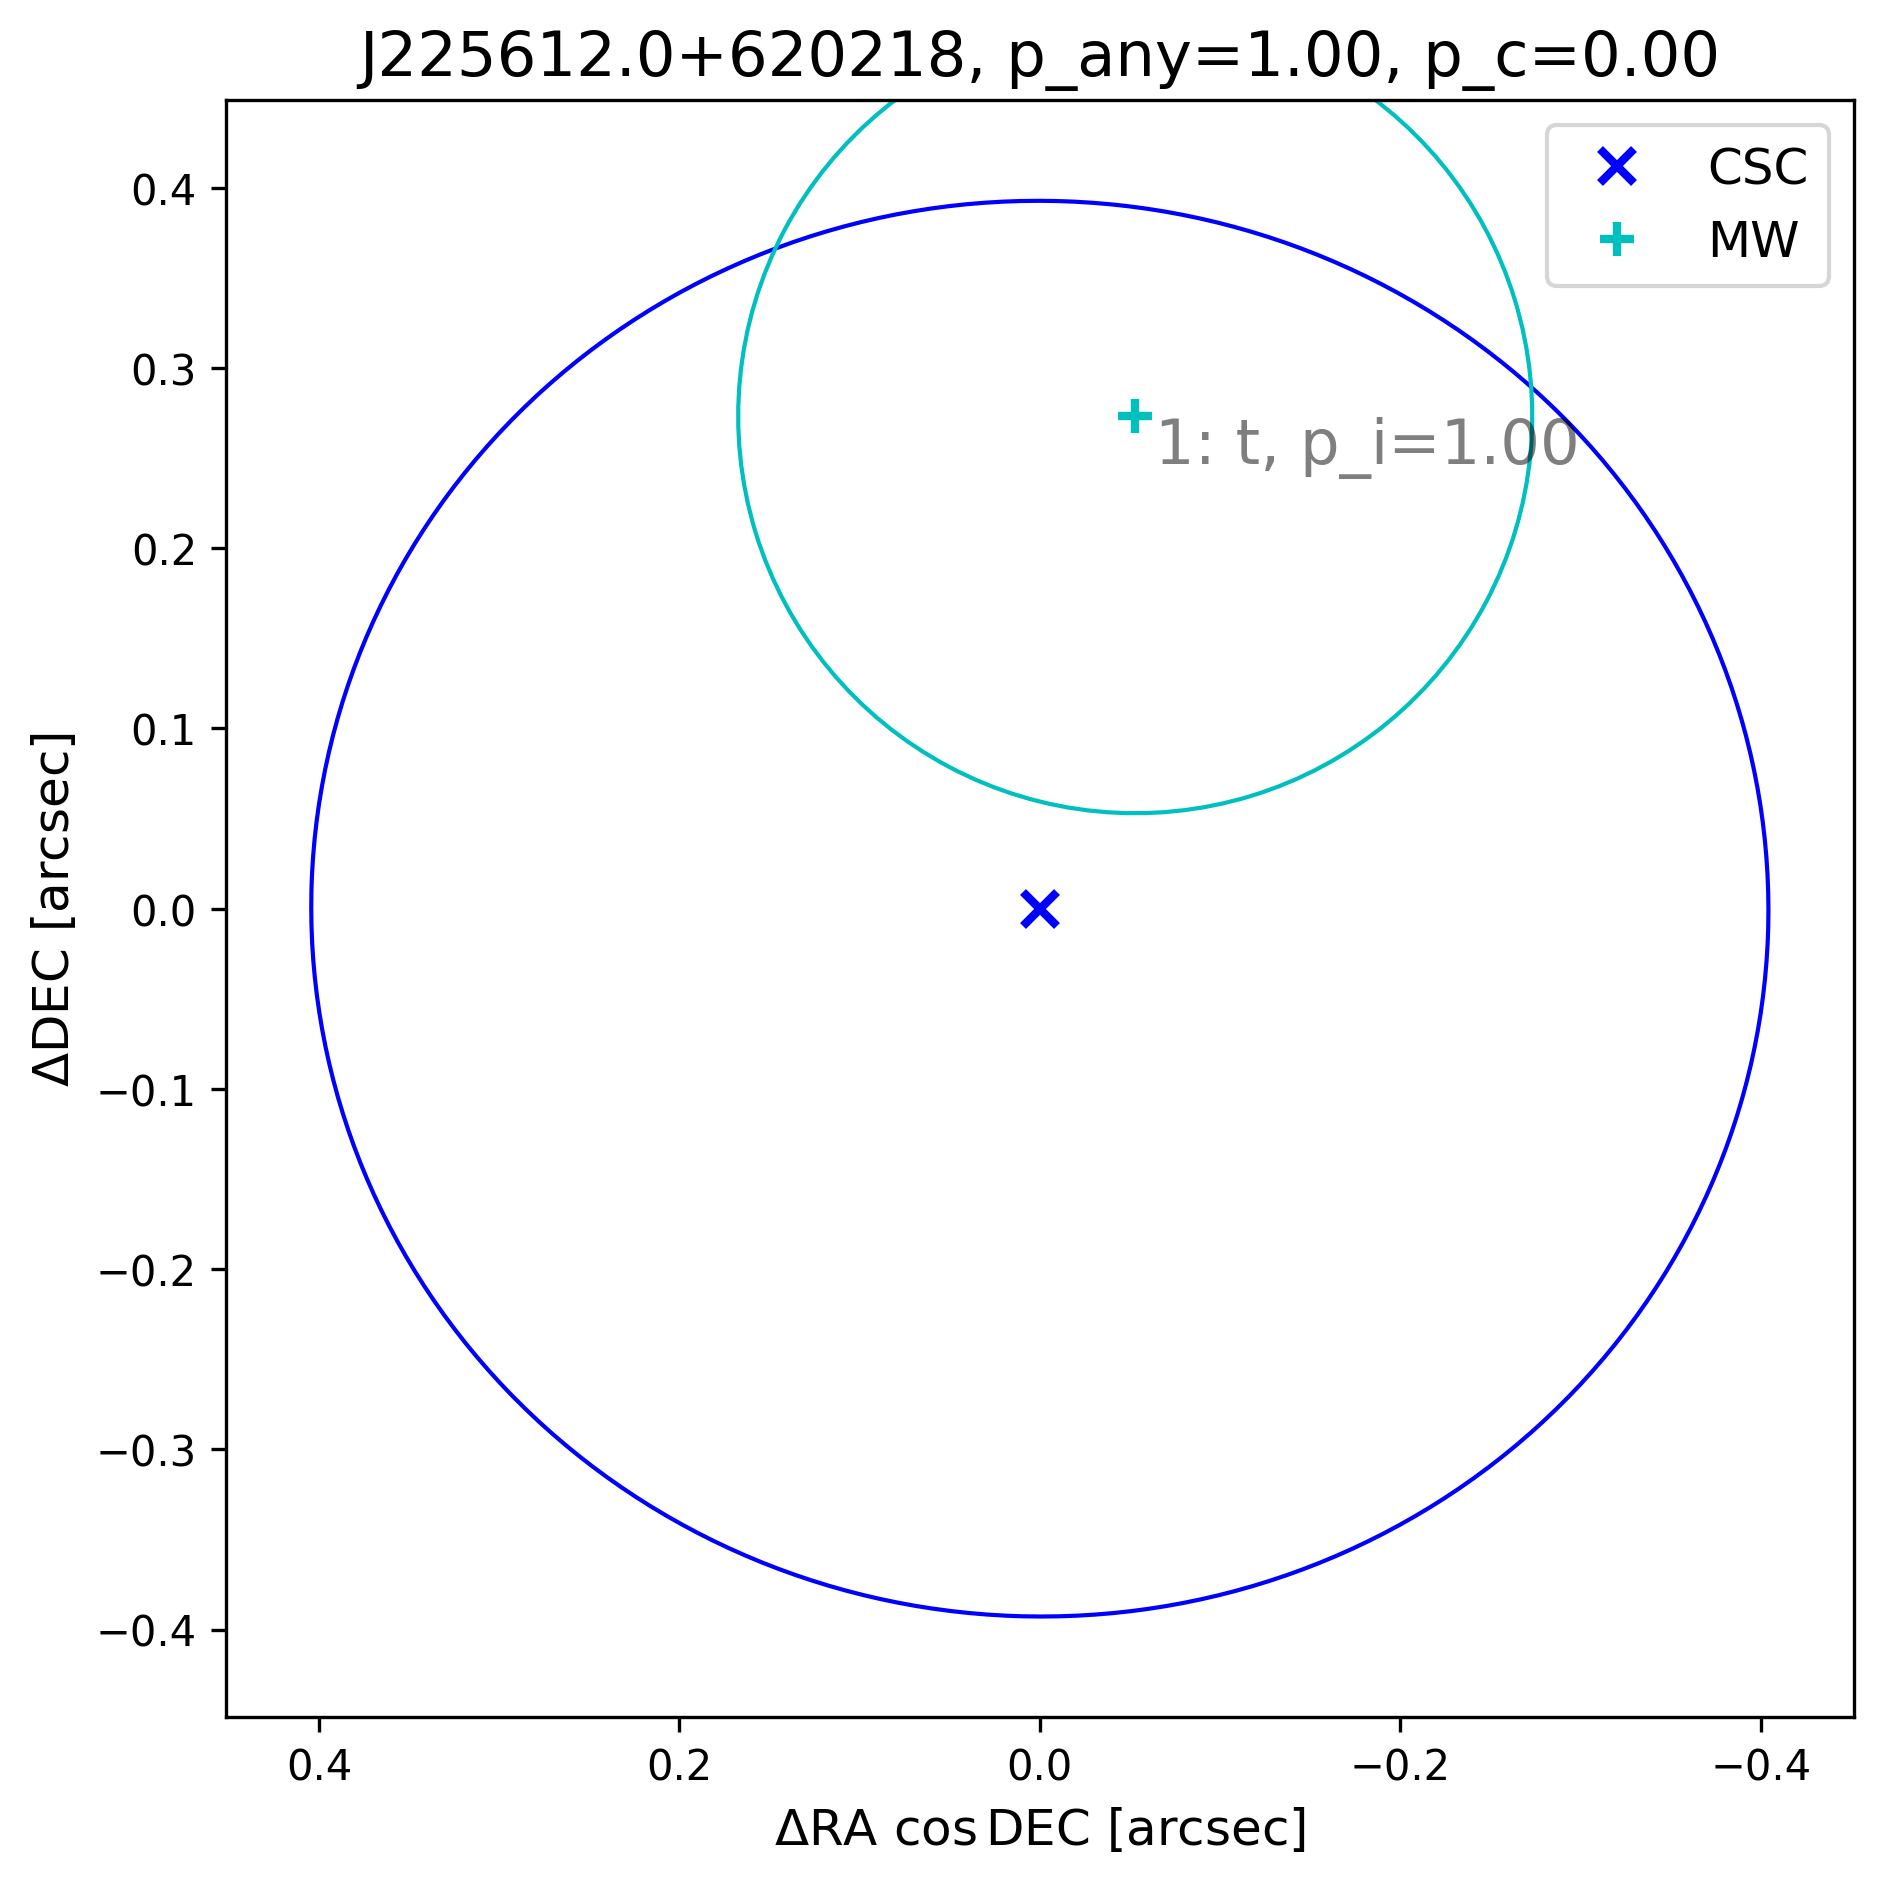 J225612.0+620218, p_any=1.00, p_c=0.00
CSC
MW
1: t, p_i=1.00
0.4
0.3
0.2
0.1
0.0
−0.1
−0.2
−0.3
−0.4
ΔDEC [arcsec]
0.4 0.2 0.0 −0.2 −0.4
ΔRA cos DEC [arcsec]